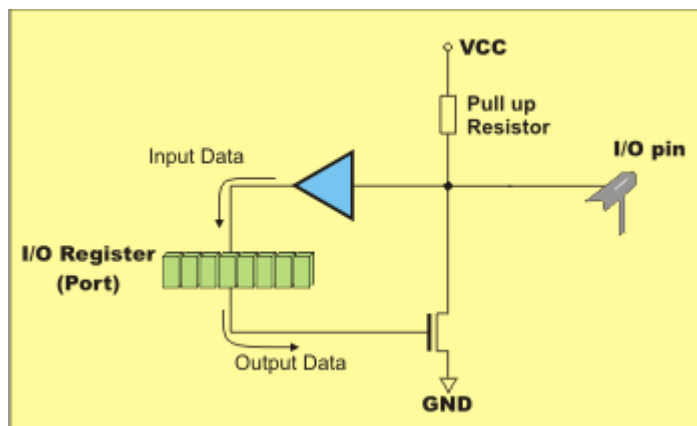 VCC
Pull up
Resistor
I/O pin
Input Data
I/O Register
(Port)
Output Data
GND